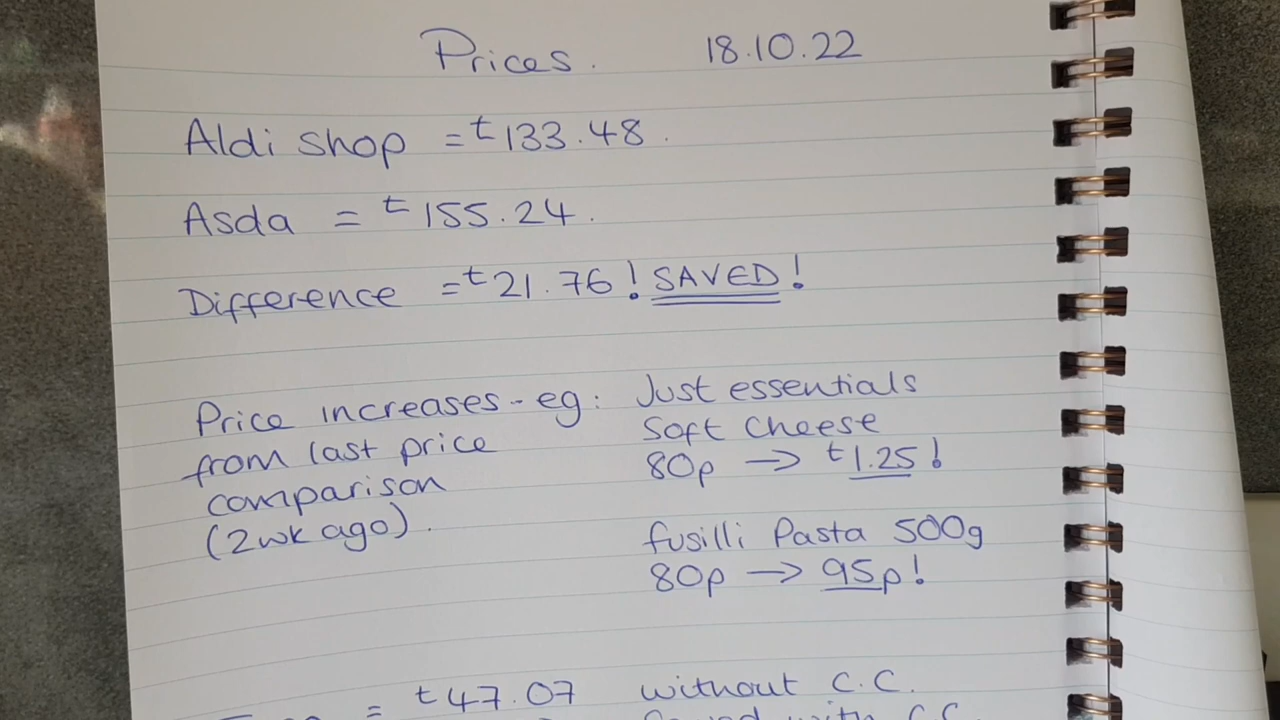 Prices. 18.10.22
Aldi shop = £133.48.
Asda = £155.24.
Difference = £21.76! SAVED!
Price increases - eg:
from last price
comparison
(2wk ago).
Just essentials
Soft Cheese
80p → £1.25!
fusilli Pasta 500g
80p → 95p!
= £47.07 without C.C.
with C.C.